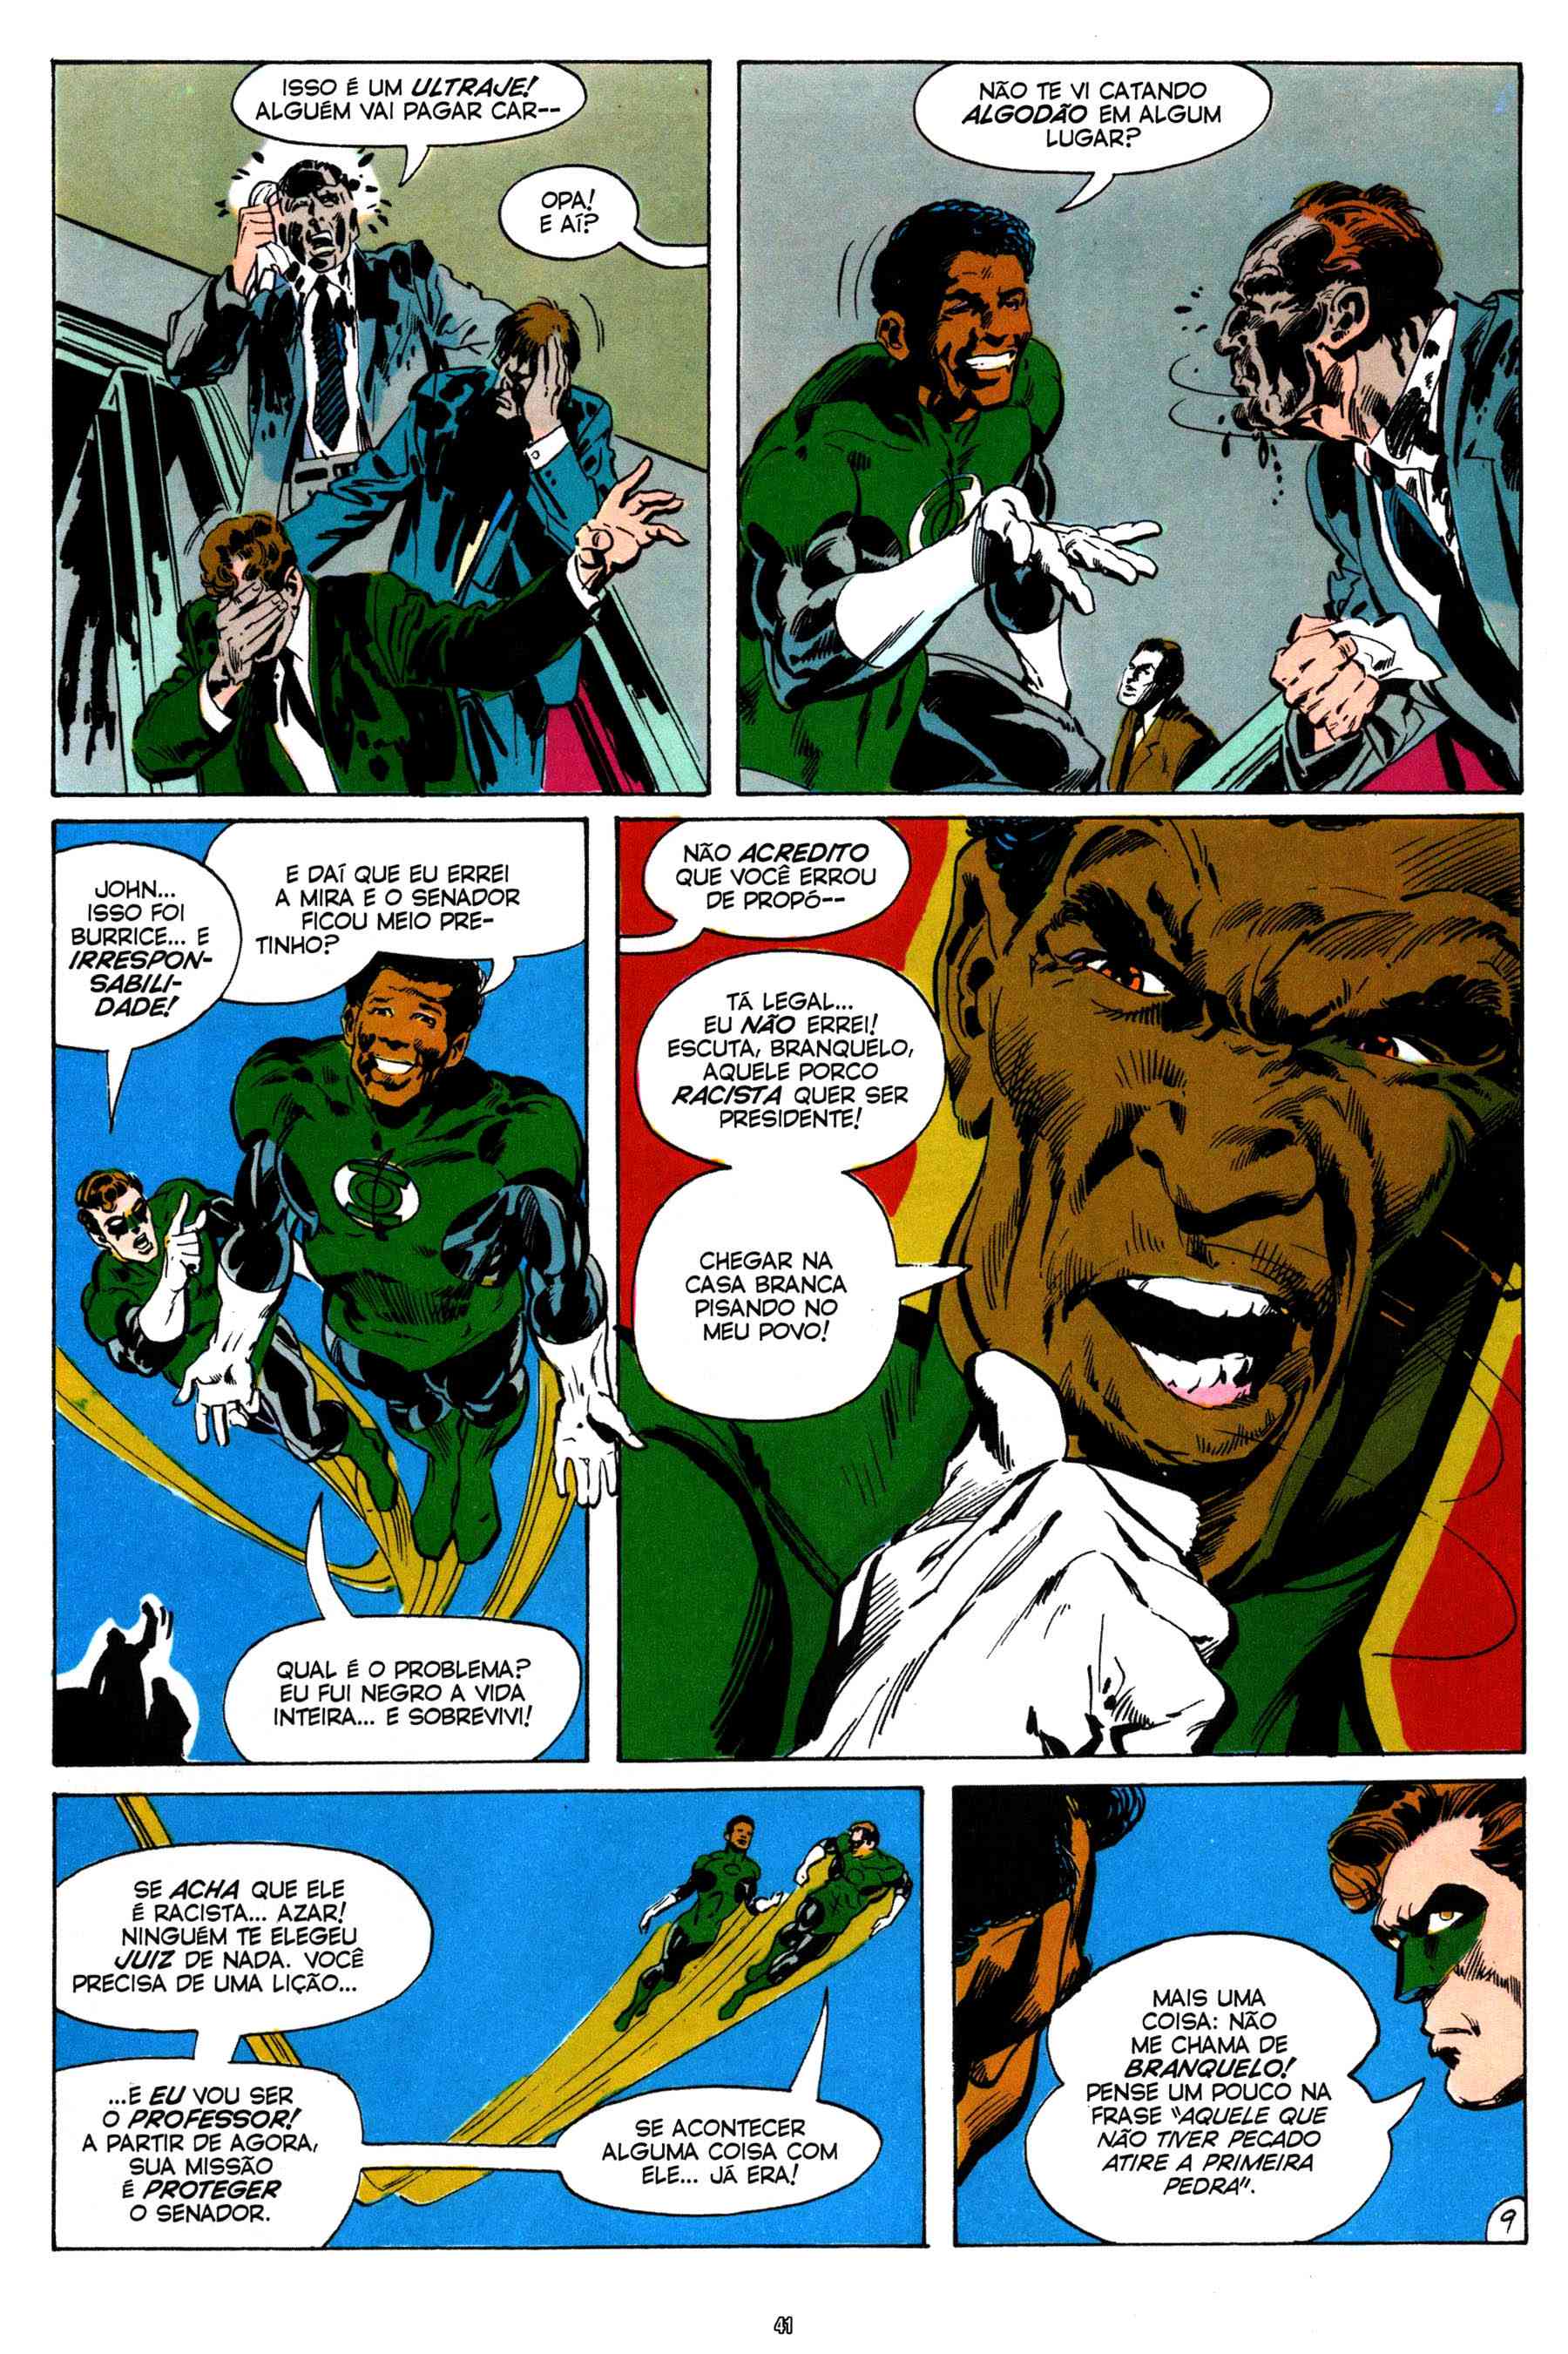 ISSO É UM ULTRAJE!
ALGUÉM VAI PAGAR CAR--
OPA!
E AÍ?
NÃO TE VI CATANDO
ALGODÃO EM ALGUM
LUGAR?
JOHN...
ISSO FOI
BURRICE... E
IRRESPON-
SABILI-
DADE!
E DAÍ QUE EU ERREI
A MIRA E O SENADOR
FICOU MEIO PRE-
TINHO?
QUAL É O PROBLEMA?
EU FUI NEGRO A VIDA
INTEIRA... E SOBREVIVI!
NÃO ACREDITO
QUE VOCÊ ERROU
DE PROPÓ--
TÁ LEGAL...
EU NÃO ERREI!
ESCUTA, BRANQUELO,
AQUELE PORCO
RACISTA QUER SER
PRESIDENTE!
CHEGAR NA
CASA BRANCA
PISANDO NO
MEU POVO!
SE ACHA QUE ELE
É RACISTA... AZAR!
NINGUÉM TE ELEGEU
JUIZ DE NADA. VOCÊ
PRECISA DE UMA LIÇÃO...
...E EU VOU SER
O PROFESSOR!
A PARTIR DE AGORA,
SUA MISSÃO
É PROTEGER
O SENADOR.
SE ACONTECER
ALGUMA COISA COM
ELE... JÁ ERA!
MAIS UMA
COISA: NÃO
ME CHAMA DE
BRANQUELO!
PENSE UM POUCO NA
FRASE "AQUELE QUE
NÃO TIVER PECADO
ATIRE A PRIMEIRA
PEDRA".
9
41